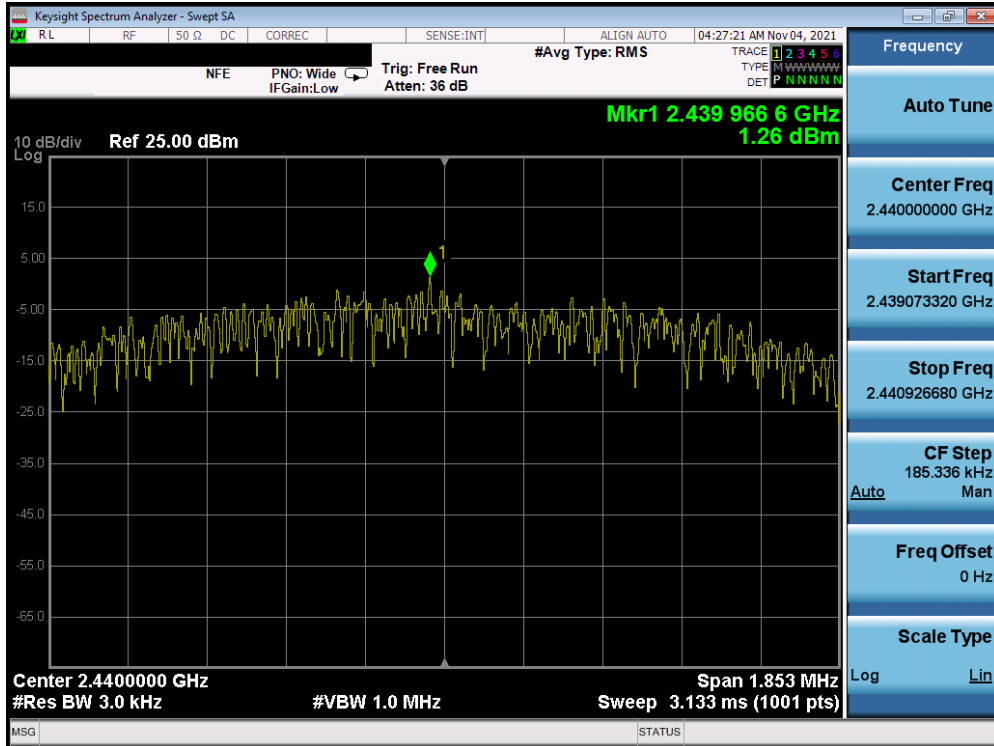 Keysight Spectrum Analyzer - Swept SA
LXI RL RF 50 Ω DC CORREC SENSE:INT ALIGN AUTO 04:27:21 AM Nov 04, 2021
#Avg Type: RMS TRACE 1 2 3 4 5 6
NFE PNO: Wide Trig: Free Run TYPE M WWWWW
IFGain:Low Atten: 36 dB DET P N N N N N
Mkr1 2.439 966 6 GHz
1.26 dBm
10 dB/div Ref 25.00 dBm
Log
15.0
5.00
1
-5.00
-15.0
-25.0
-35.0
-45.0
-55.0
-65.0
Center 2.4400000 GHz Span 1.853 MHz
#Res BW 3.0 kHz #VBW 1.0 MHz Sweep 3.133 ms (1001 pts)
MSG STATUS
Frequency
Auto Tune
Center Freq
2.440000000 GHz
Start Freq
2.439073320 GHz
Stop Freq
2.440926680 GHz
CF Step
185.336 kHz
Auto Man
Freq Offset
0 Hz
Scale Type
Log Lin